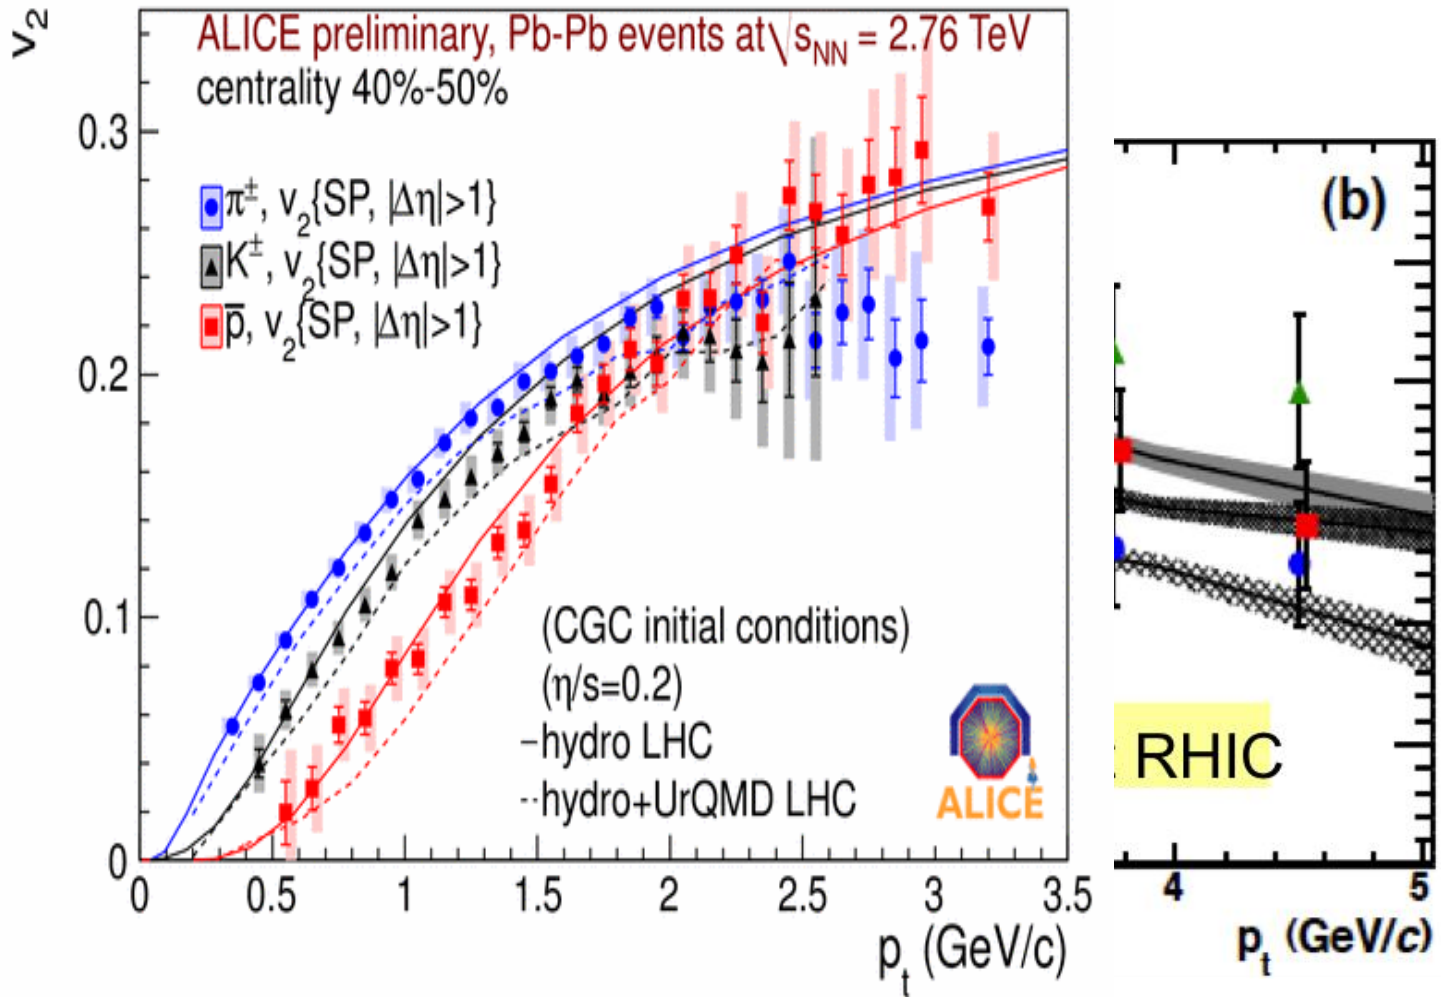 v₂
ALICE preliminary, Pb-Pb events at √s_NN = 2.76 TeV
centrality 40%-50%
0.3
π±, v₂{SP, |Δη|>1}
K±, v₂{SP, |Δη|>1}
p̅, v₂{SP, |Δη|>1}
0.2
0.1
(CGC initial conditions)
(η/s=0.2)
hydro LHC
hydro+UrQMD LHC
ALICE
0
0 0.5 1 1.5 2 2.5 3 3.5
p_t (GeV/c)
(b)
RHIC
4 5
p_t (GeV/c)